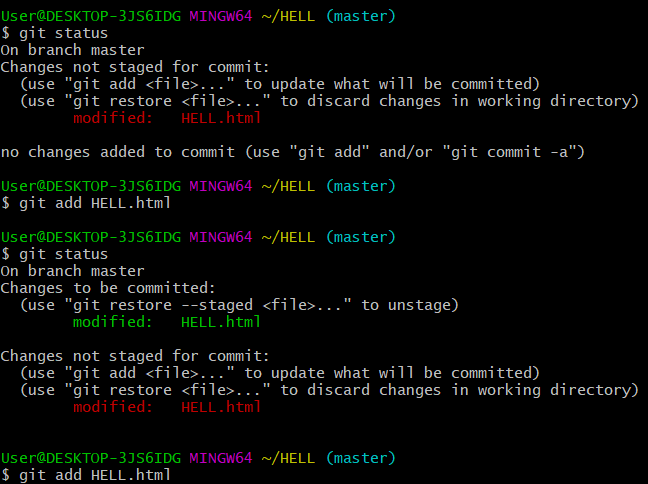 User@DESKTOP-3JS6IDG MINGW64 ~/HELL (master)
$ git status
On branch master
Changes not staged for commit:
  (use "git add <file>..." to update what will be committed)
  (use "git restore <file>..." to discard changes in working directory)
        modified:   HELL.html

no changes added to commit (use "git add" and/or "git commit -a")

User@DESKTOP-3JS6IDG MINGW64 ~/HELL (master)
$ git add HELL.html

User@DESKTOP-3JS6IDG MINGW64 ~/HELL (master)
$ git status
On branch master
Changes to be committed:
  (use "git restore --staged <file>..." to unstage)
        modified:   HELL.html

Changes not staged for commit:
  (use "git add <file>..." to update what will be committed)
  (use "git restore <file>..." to discard changes in working directory)
        modified:   HELL.html


User@DESKTOP-3JS6IDG MINGW64 ~/HELL (master)
$ git add HELL.html